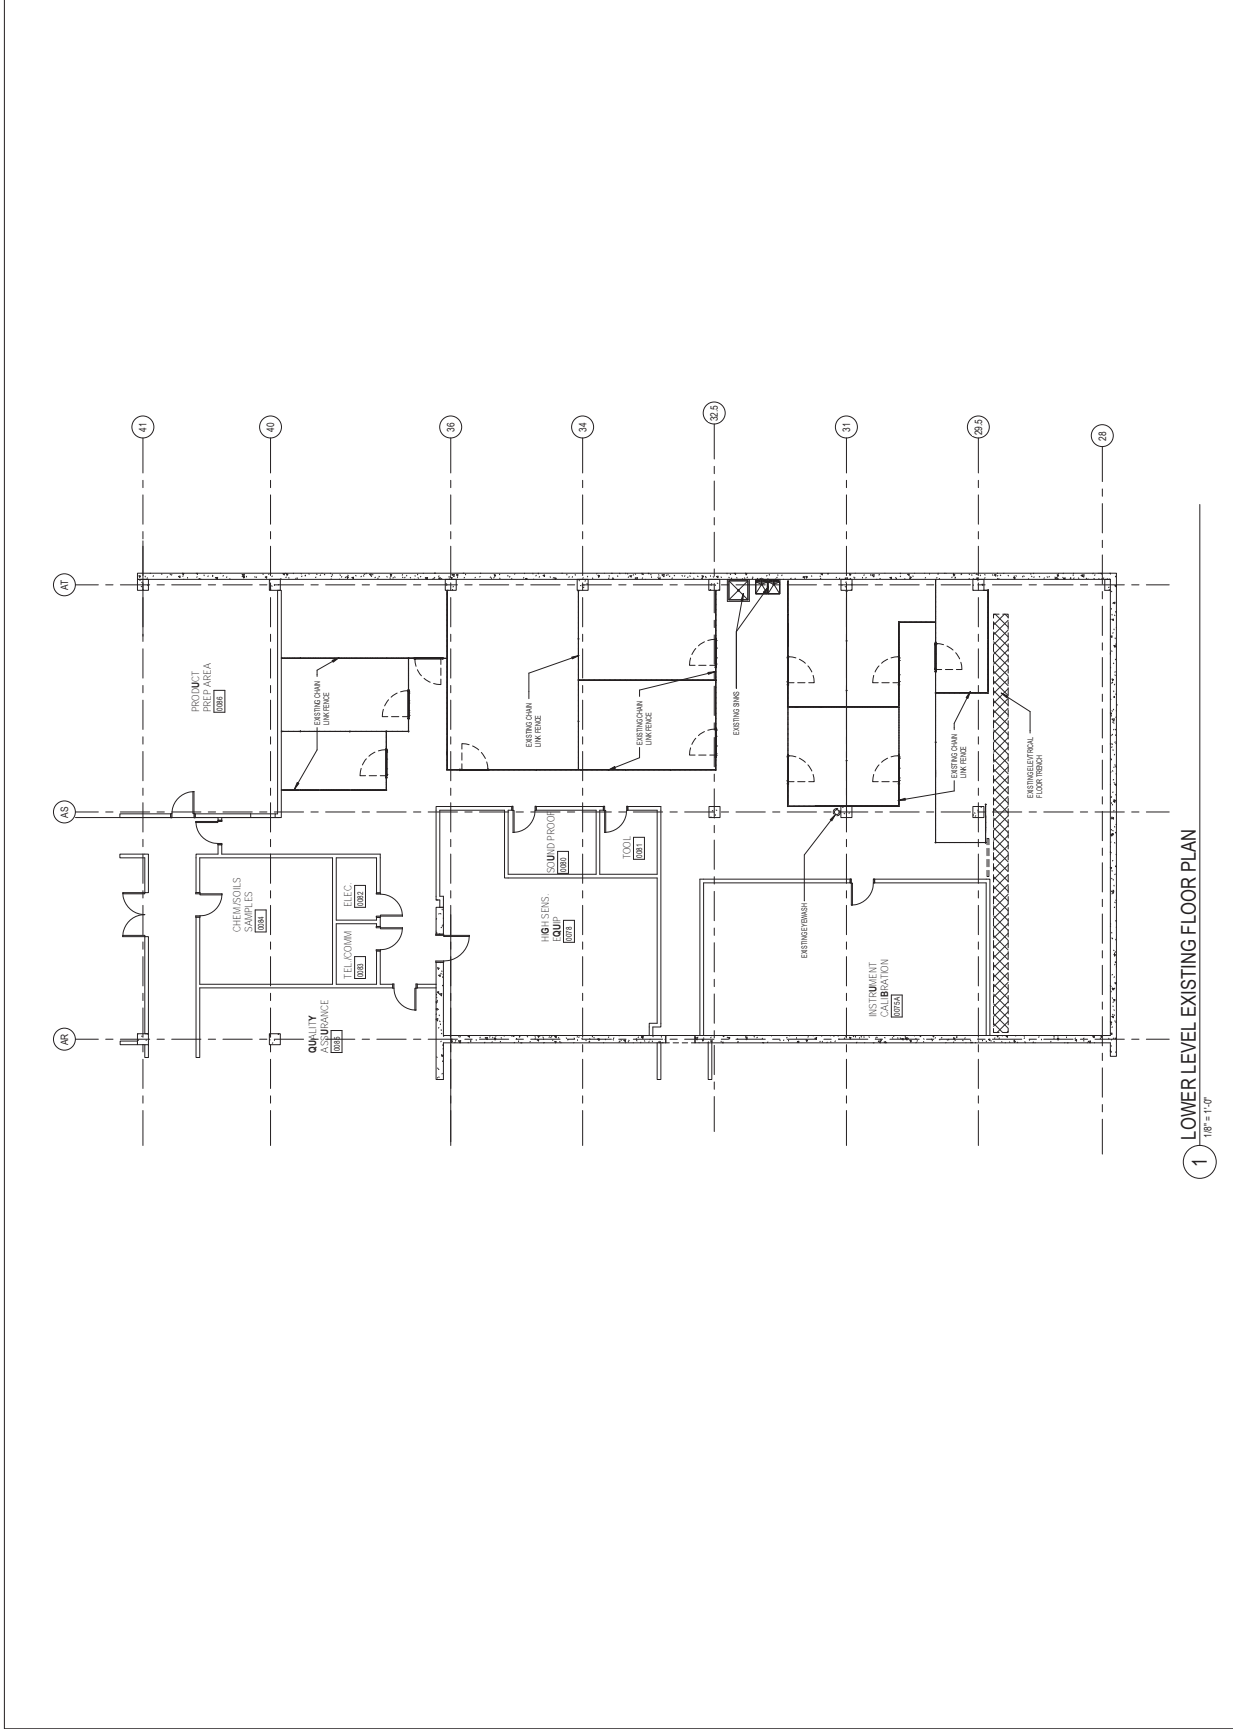 AR
AS
AT
41
PRODUCT
PREP AREA
0086
CHEM/SOILS
SAMPLES
0084
40
QUALITY
ASSURANCE
0085
EXISTING CHAIN
LINK FENCE
TEL./COMM
0083
ELEC.
0082
36
EXISTING CHAIN
LINK FENCE
HIGH SENS.
EQUIP
0078
SOUND PROOF
0080
34
TOOL
0081
EXISTING CHAIN
LINK FENCE
32.5
EXISTING SINKS
EXISTING EYEWASH
31
INSTRUMENT
CALIBRATION
0075A
EXISTING CHAIN
LINK FENCE
29.5
EXISTING ELEVTRICAL
FLOOR TRENCH
28
1
LOWER LEVEL EXISTING FLOOR PLAN
1/8" = 1'-0"